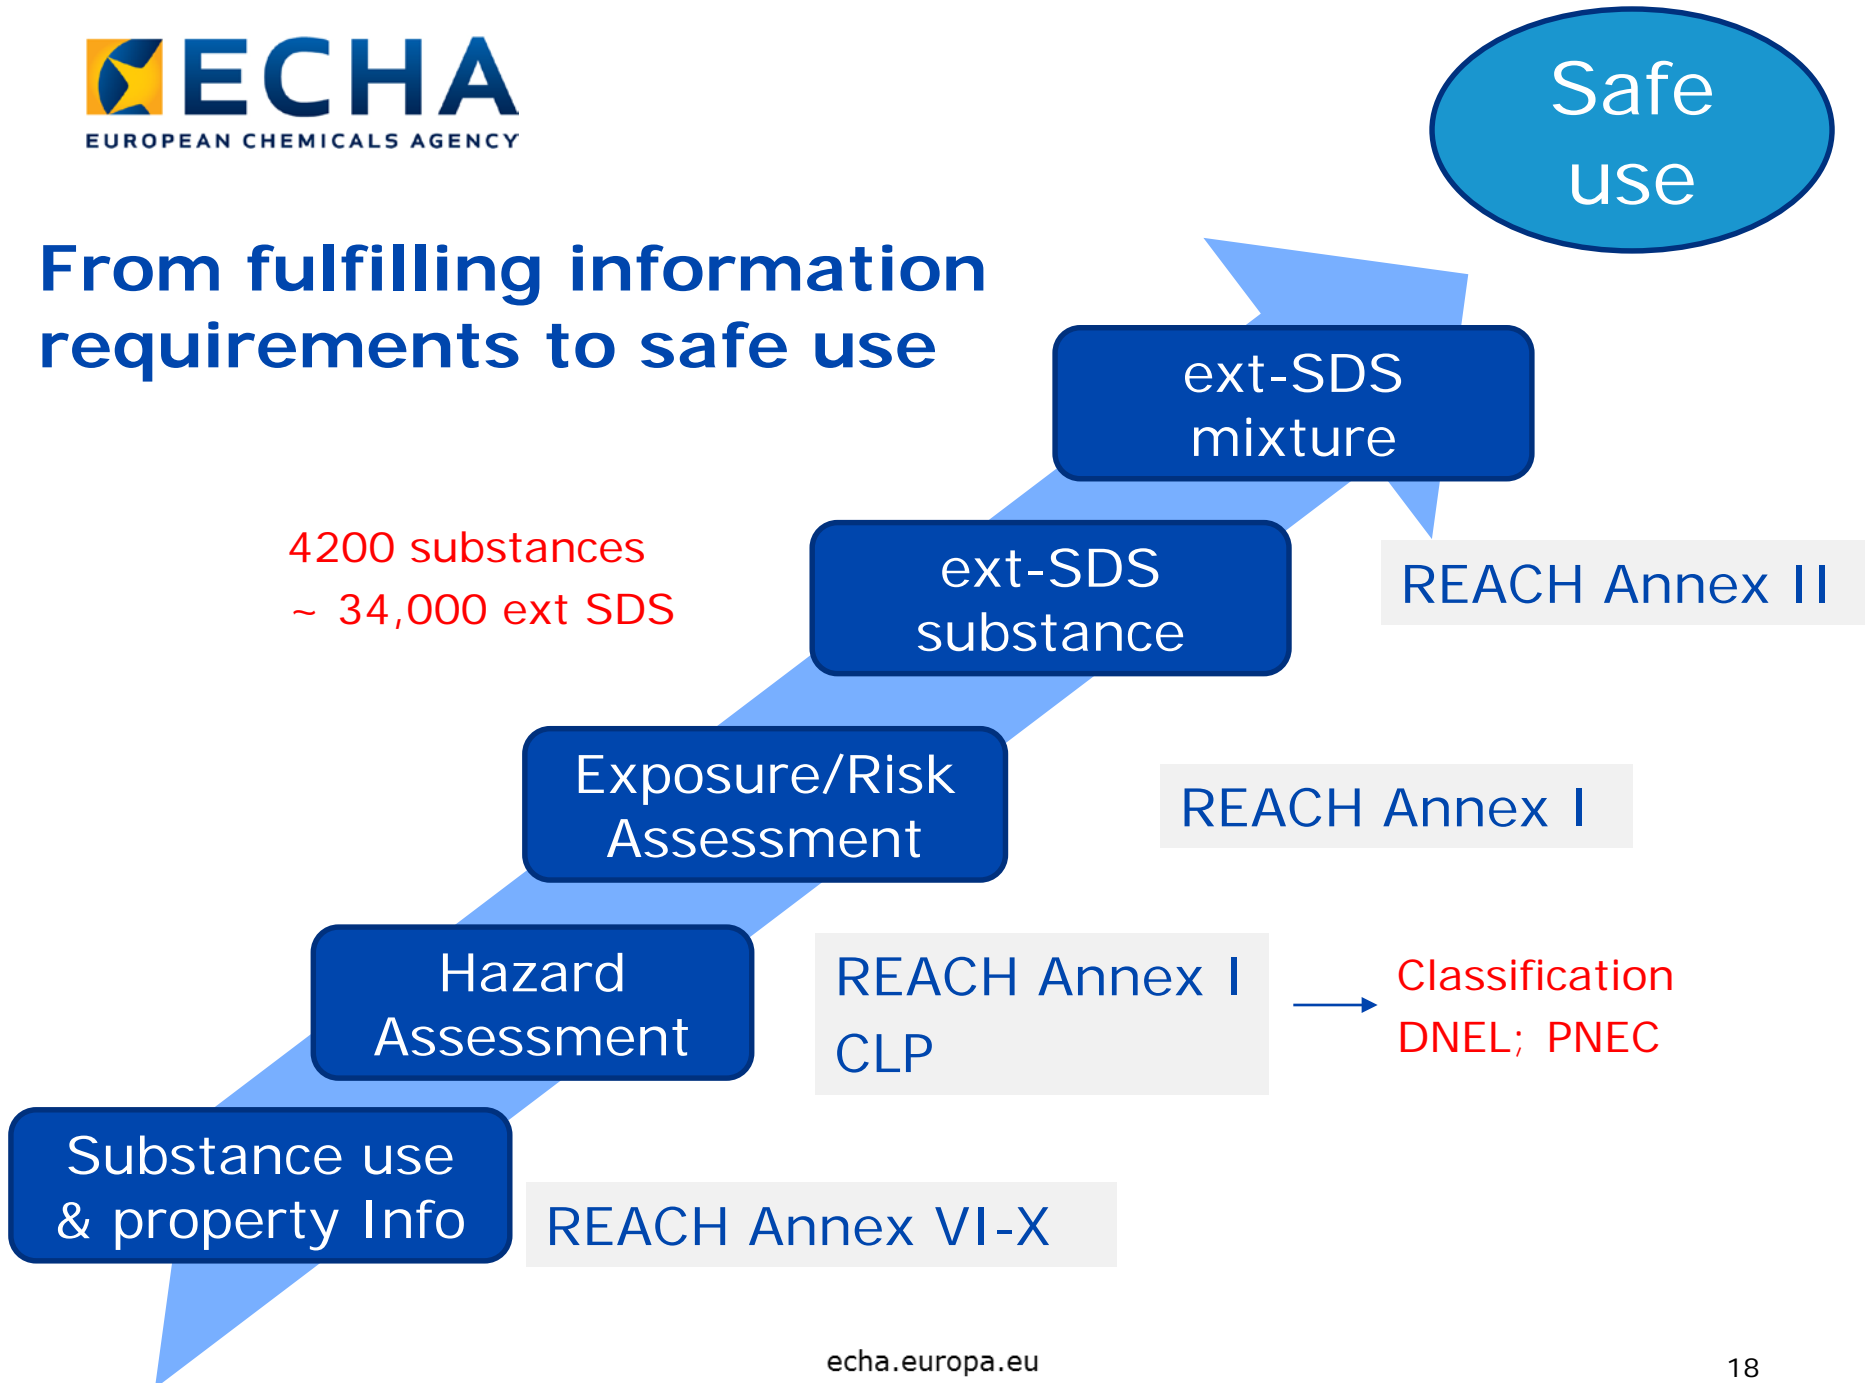 ECHA
EUROPEAN CHEMICALS AGENCY
Safe
use
From fulfilling information
requirements to safe use
ext-SDS
mixture
4200 substances
~ 34,000 ext SDS
ext-SDS
substance
REACH Annex II
Exposure/Risk
Assessment
REACH Annex I
Hazard
Assessment
REACH Annex I
CLP
Classification
DNEL; PNEC
Substance use
& property Info
REACH Annex VI-X
echa.europa.eu
18